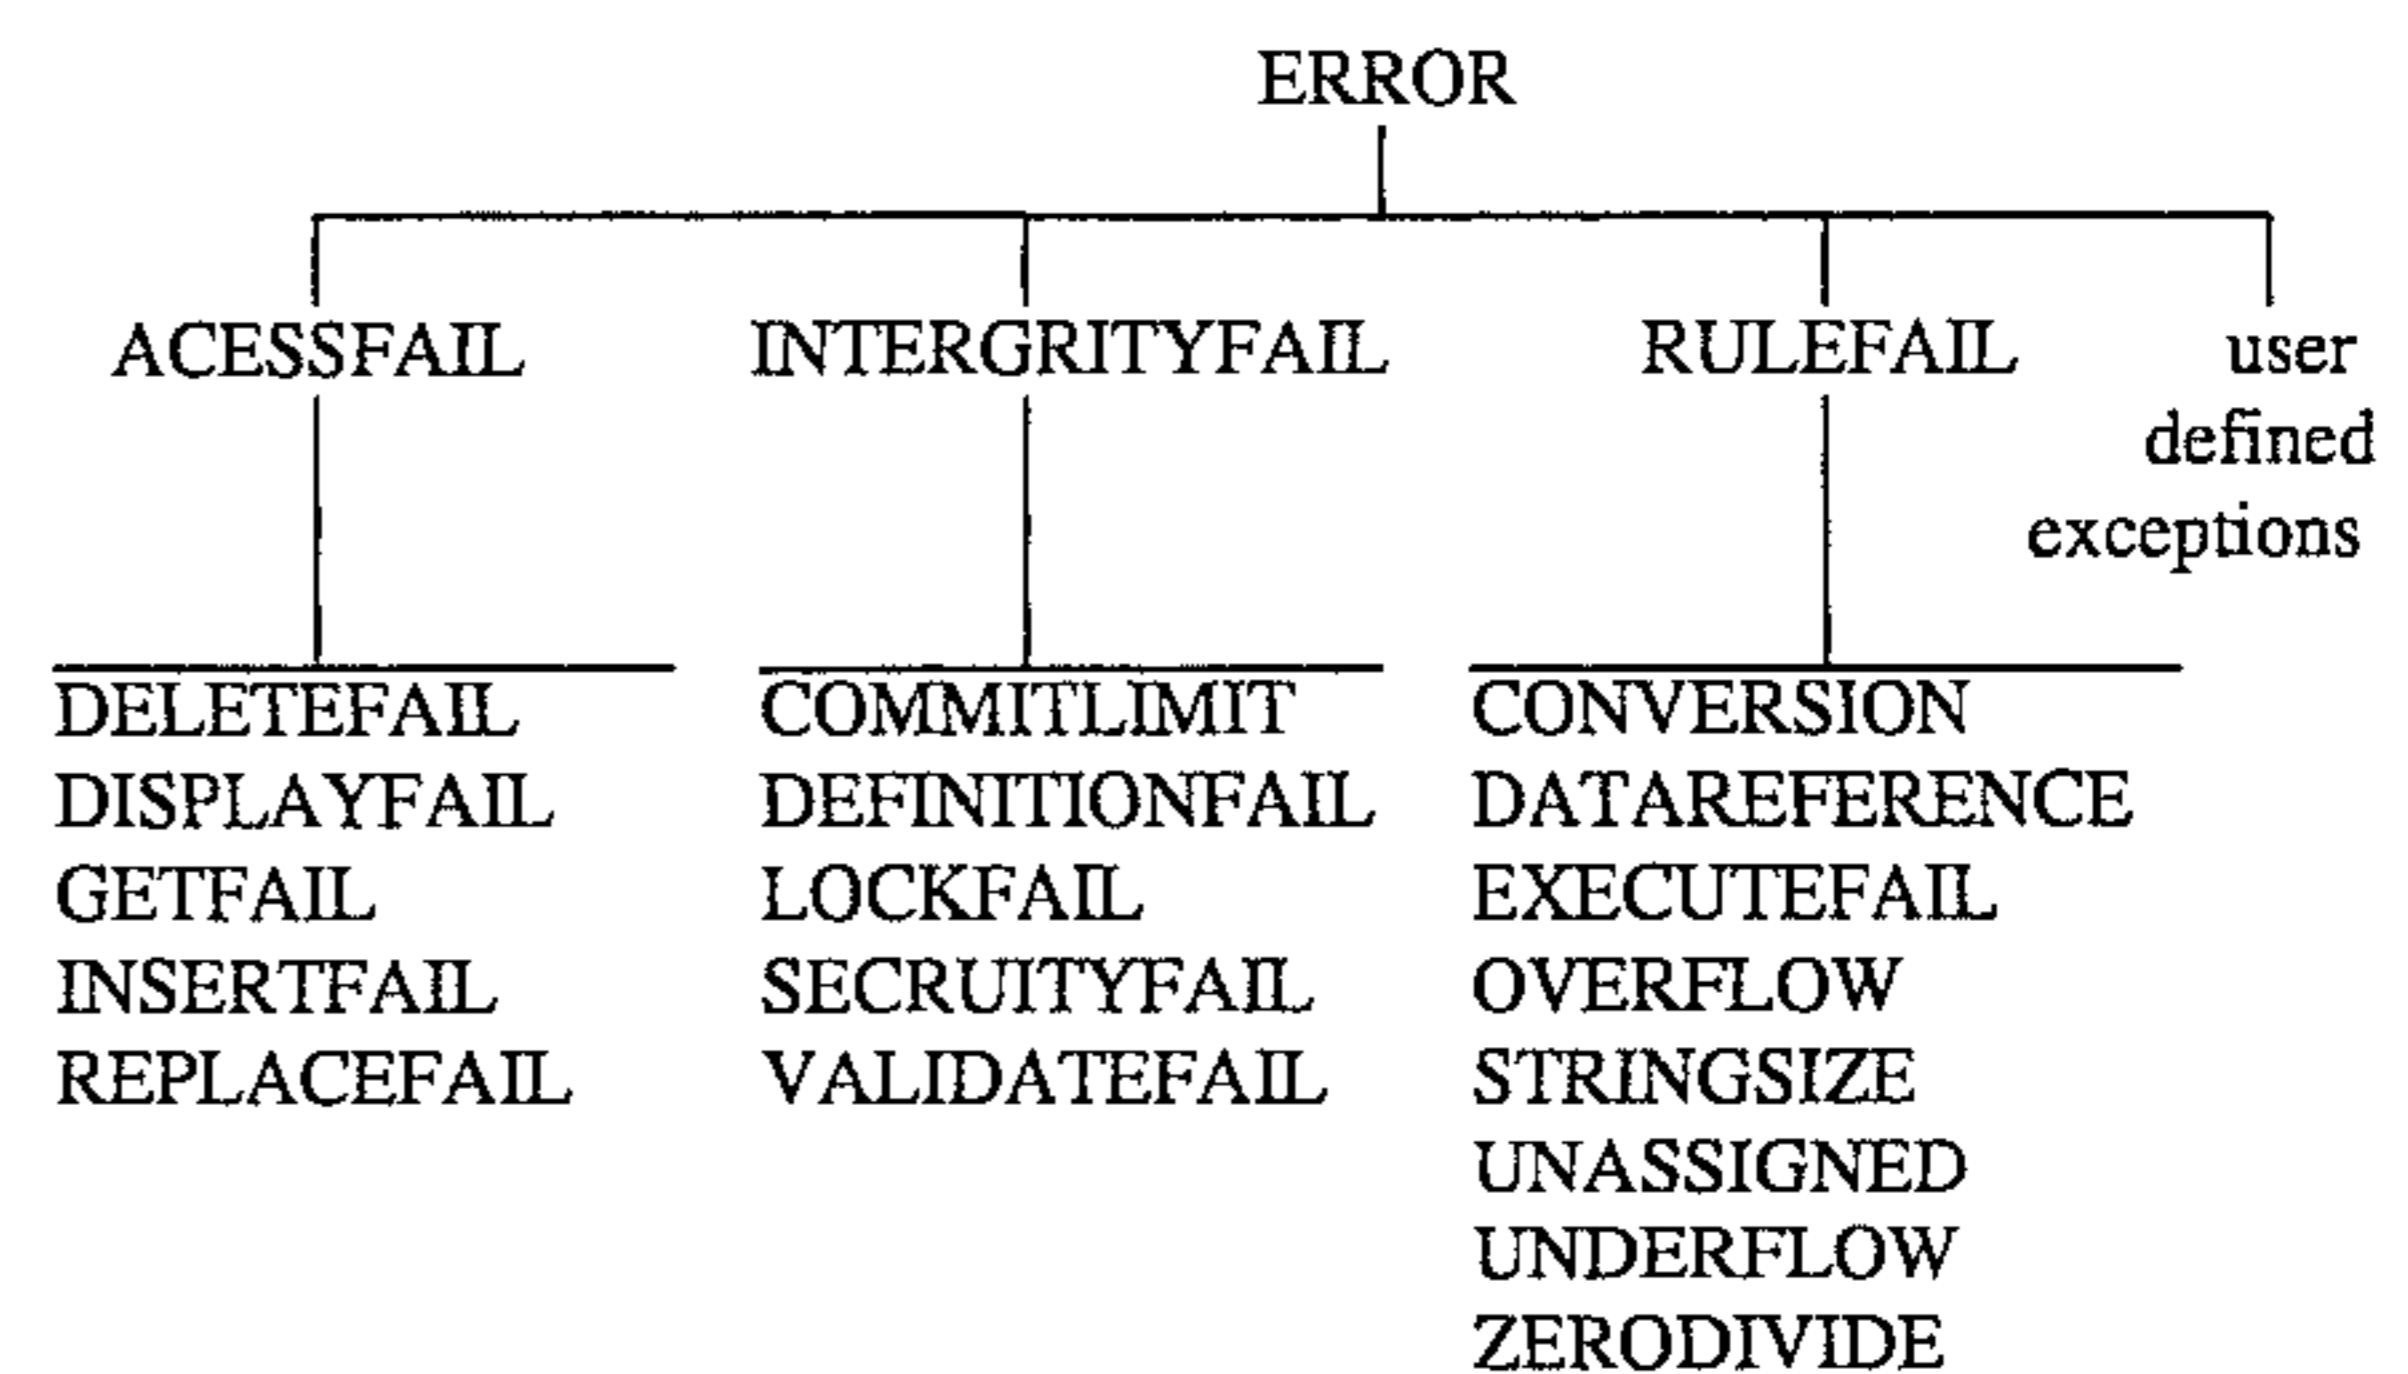 ERROR
ACESSFAIL
INTERGRITYFAIL
RULEFAIL
user
defined
exceptions
DELETEFAIL
DISPLAYFAIL
GETFAIL
INSERTFAIL
REPLACEFAIL
COMMITLIMIT
DEFINITIONFAIL
LOCKFAIL
SECRUITYFAIL
VALIDATEFAIL
CONVERSION
DATAREFERENCE
EXECUTEFAIL
OVERFLOW
STRINGSIZE
UNASSIGNED
UNDERFLOW
ZERODIVIDE